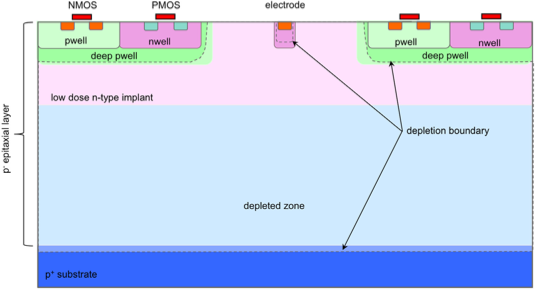 NMOS PMOS electrode
pwell nwell pwell nwell
deep pwell deep pwell
low dose n-type implant
p⁻ epitaxial layer
depletion boundary
depleted zone
p⁺ substrate